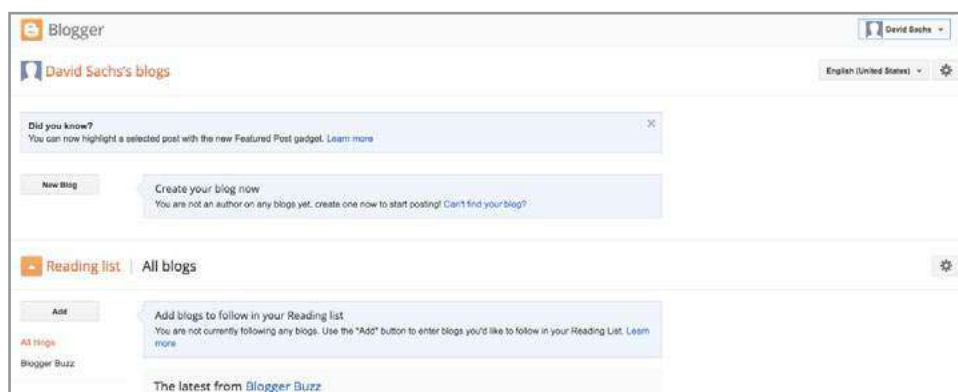 Blogger
David Sachs
David Sachs's blogs
English (United States)
Did you know?
You can now highlight a selected post with the new Featured Post gadget. Learn more
New Blog
Create your blog now
You are not an author on any blogs yet, create one now to start posting! Can't find your blog?
Reading list | All blogs
Add
Add blogs to follow in your Reading list
You are not currently following any blogs. Use the "Add" button to enter blogs you'd like to follow in your Reading List. Learn
more
All blogs
Blogger Buzz
The latest from Blogger Buzz